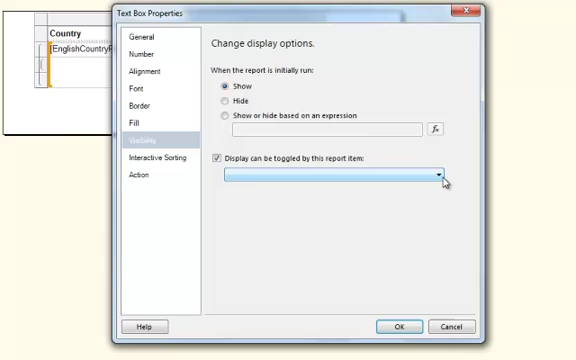 Text Box Properties
Country
[EnglishCountryR
General
Number
Alignment
Font
Border
Fill
Visibility
Interactive Sorting
Action
Change display options.
When the report is initially run:
Show
Hide
Show or hide based on an expression
fx
Display can be toggled by this report item:
Help
OK
Cancel